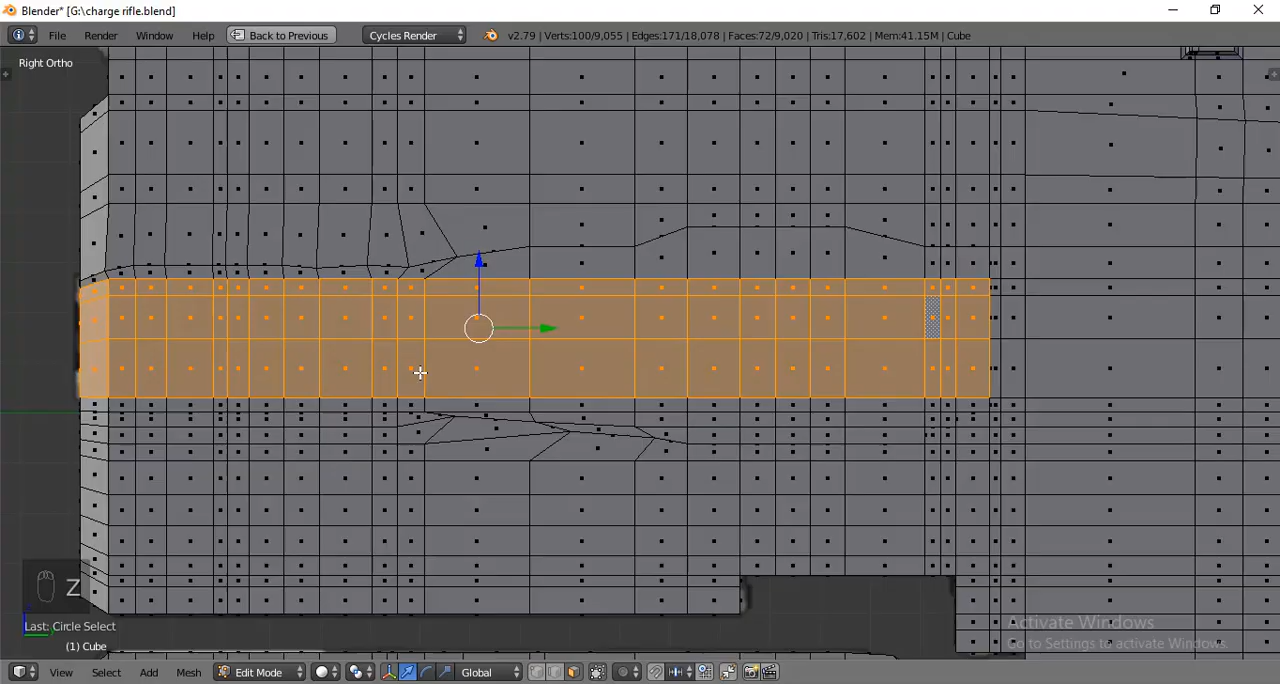 Blender* [G:\charge rifle.blend]
File Render Window Help Back to Previous Cycles Render v2.79 | Verts:100/9,055 | Edges:171/18,078 | Faces:72/9,020 | Tris:17,602 | Mem:41.15M | Cube
Right Ortho
Z
Last: Circle Select
(1) Cube
Activate Windows
Go to Settings to activate Windows.
View Select Add Mesh Edit Mode Global